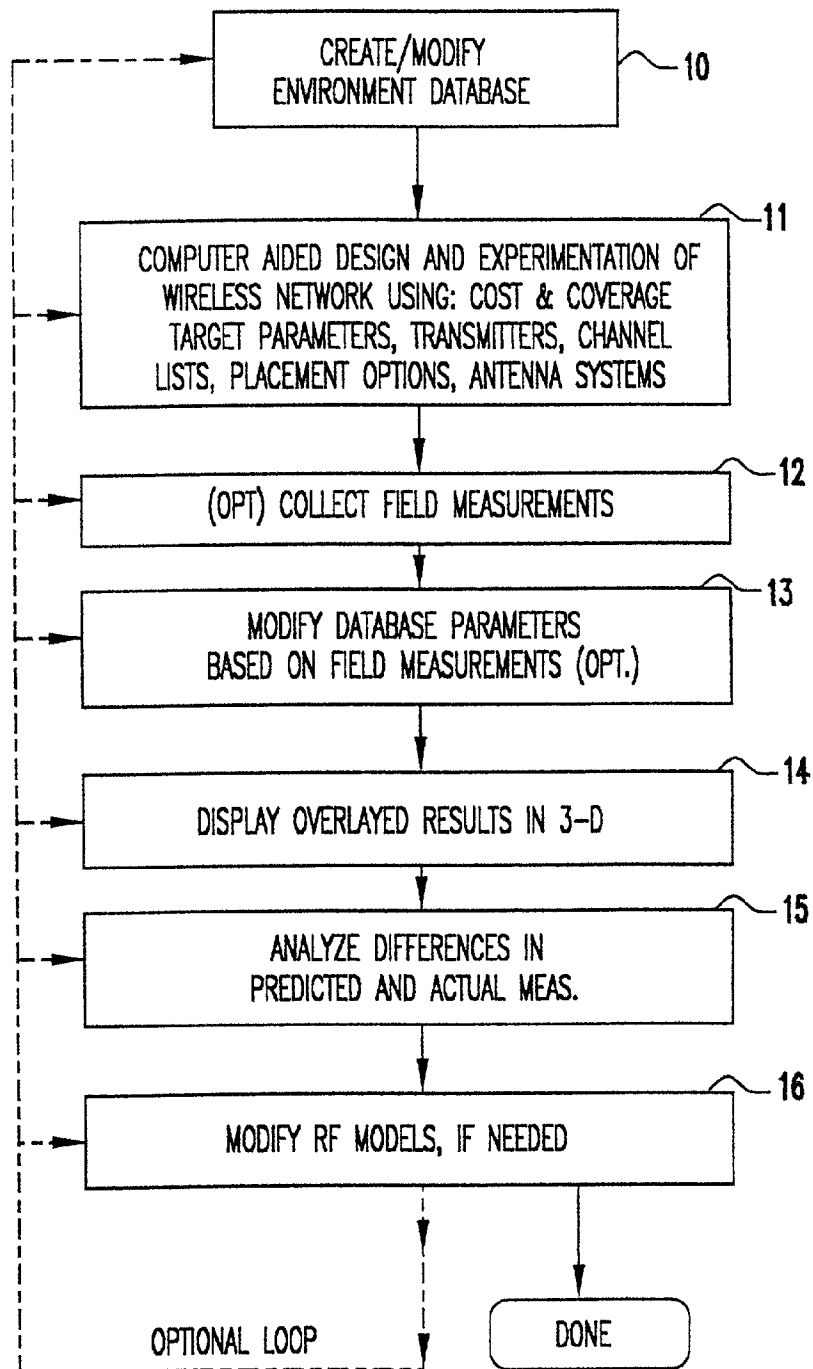 CREATE/MODIFY
ENVIRONMENT DATABASE
10
11
COMPUTER AIDED DESIGN AND EXPERIMENTATION OF
WIRELESS NETWORK USING: COST & COVERAGE
TARGET PARAMETERS, TRANSMITTERS, CHANNEL
LISTS, PLACEMENT OPTIONS, ANTENNA SYSTEMS
12
(OPT) COLLECT FIELD MEASUREMENTS
13
MODIFY DATABASE PARAMETERS
BASED ON FIELD MEASUREMENTS (OPT.)
14
DISPLAY OVERLAYED RESULTS IN 3-D
15
ANALYZE DIFFERENCES IN
PREDICTED AND ACTUAL MEAS.
16
MODIFY RF MODELS, IF NEEDED
OPTIONAL LOOP
DONE